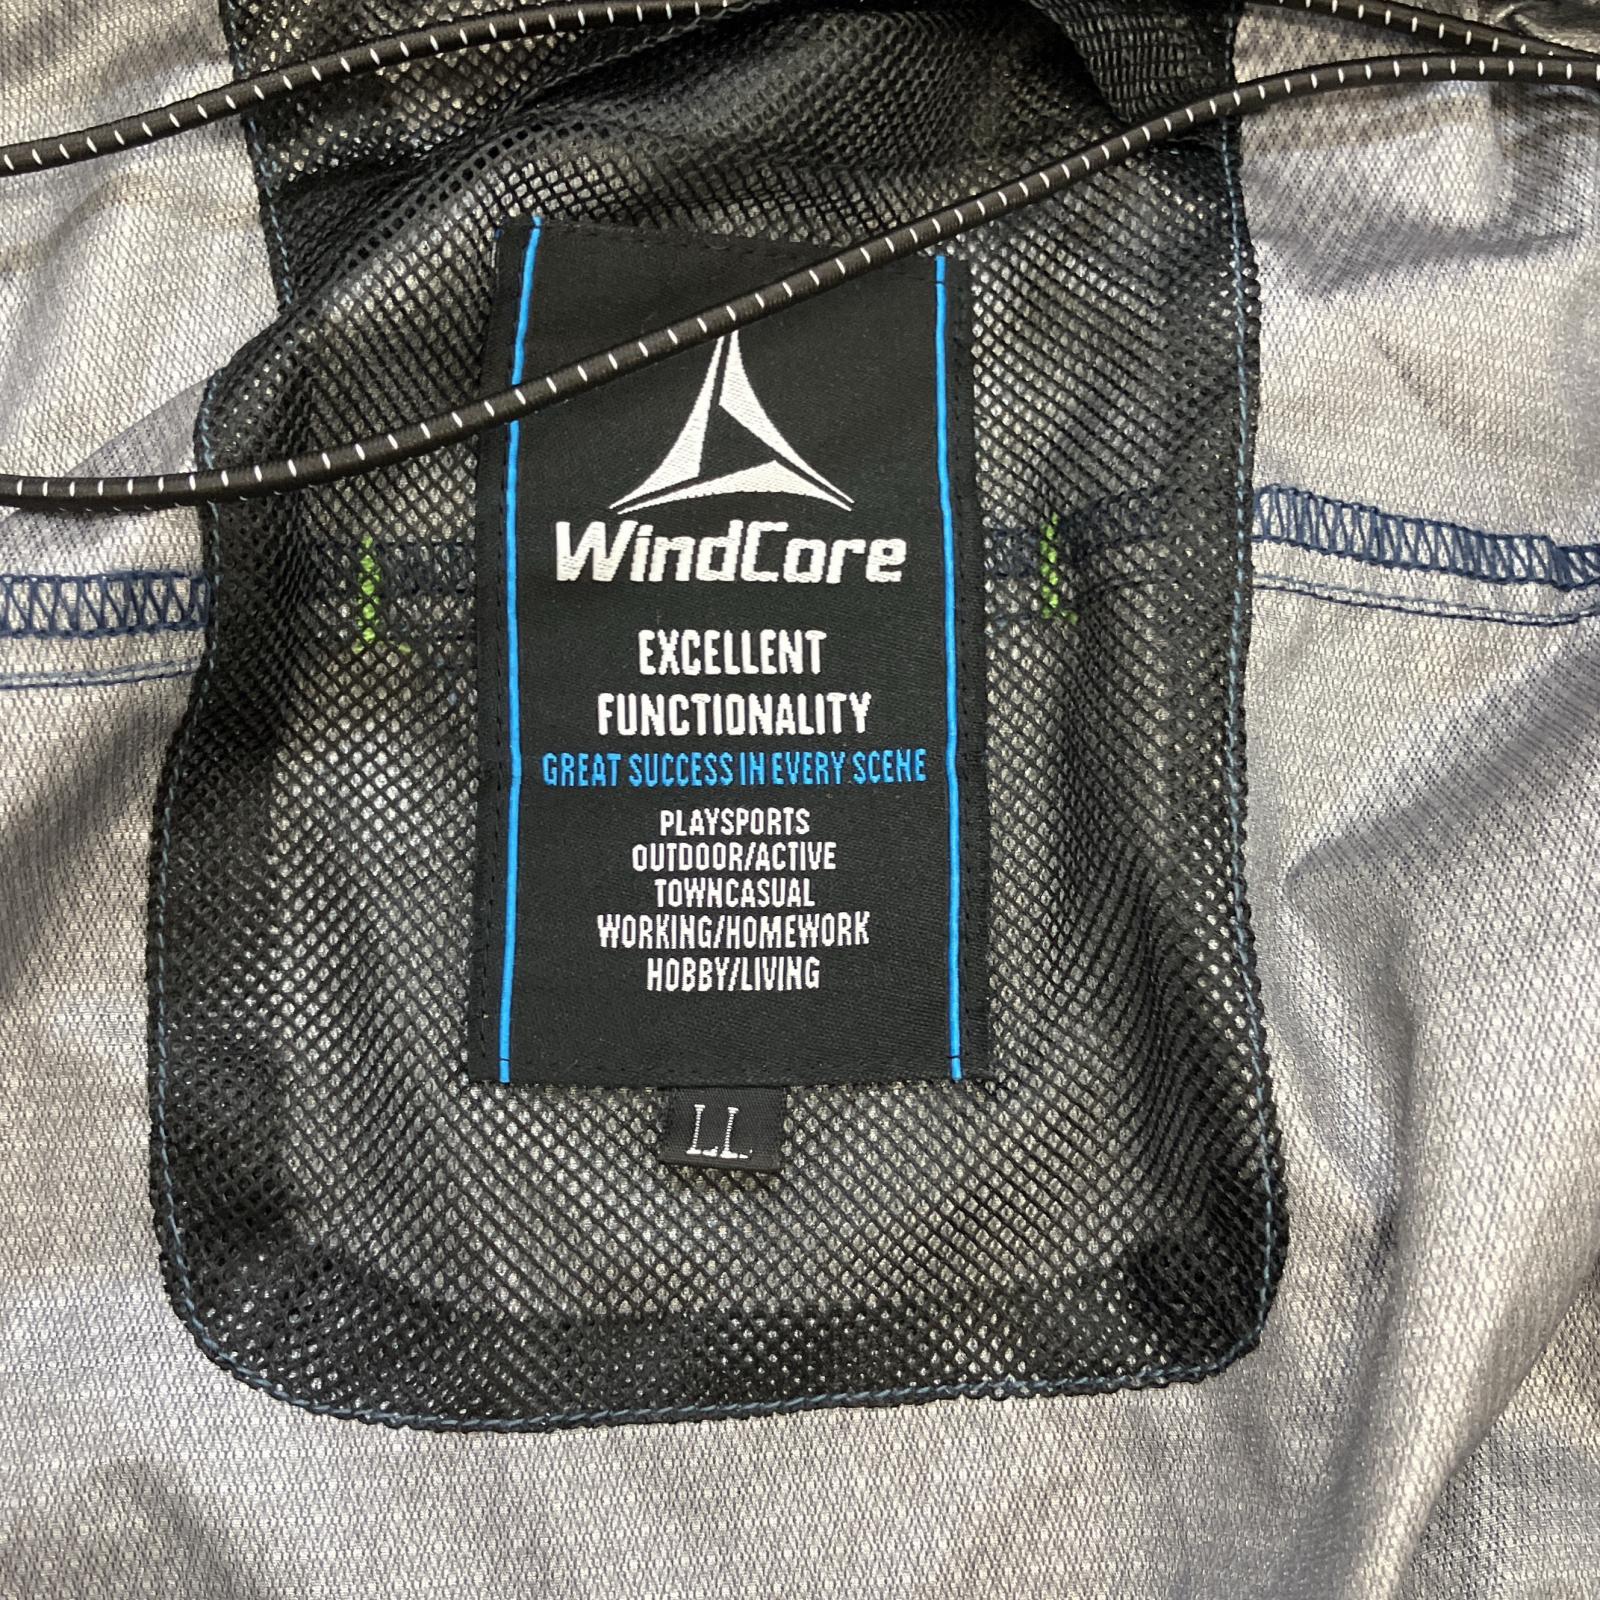 WindCore
EXCELLENT
FUNCTIONALITY
GREAT SUCCESS IN EVERY SCENE
PLAYSPORTS
OUTDOOR/ACTIVE
TOWNCASUAL
WORKING/HOMEWORK
HOBBY/LIVING
LL